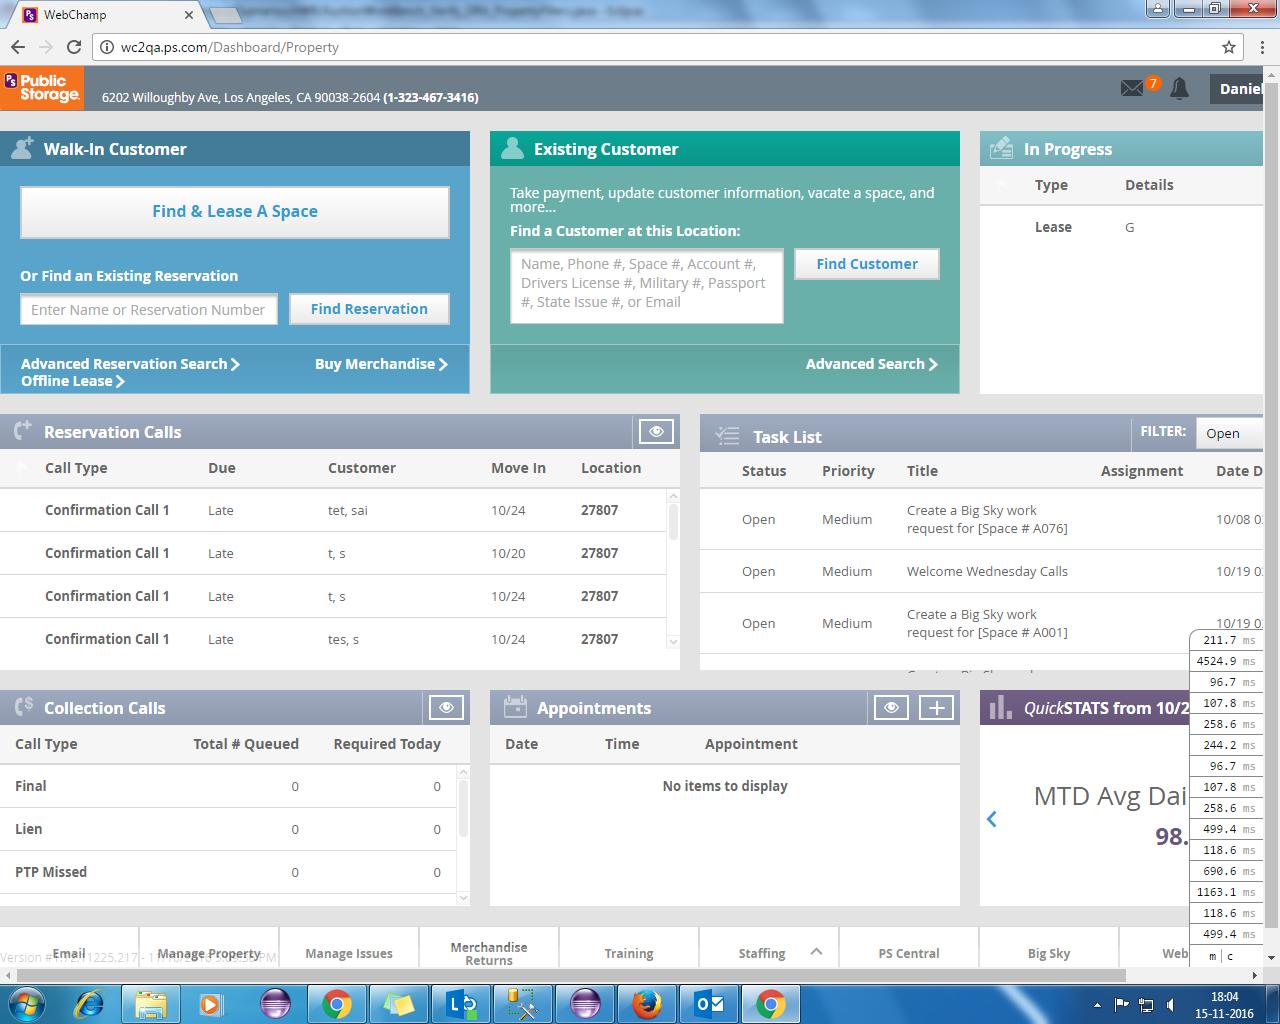 WebChamp
wc2qa.ps.com/Dashboard/Property
PS
Public
Storage
6202 Willoughby Ave, Los Angeles, CA 90038-2604 (1-323-467-3416)
7
Daniel
Walk-In Customer
Find & Lease A Space
Or Find an Existing Reservation
Enter Name or Reservation Number
Find Reservation
Advanced Reservation Search
Buy Merchandise
Offline Lease
Existing Customer
Take payment, update customer information, vacate a space, and
more...
Find a Customer at this Location:
Name, Phone #, Space #, Account #,
Drivers License #, Military #, Passport
#, State Issue #, or Email
Find Customer
Advanced Search
In Progress
Type Details
Lease G
Reservation Calls
Call Type Due Customer Move In Location
Confirmation Call 1 Late tet, sai 10/24 27807
Confirmation Call 1 Late t, s 10/20 27807
Confirmation Call 1 Late t, s 10/24 27807
Confirmation Call 1 Late tes, s 10/24 27807
Task List
FILTER: Open
Status Priority Title Assignment Date D
Open Medium Create a Big Sky work
request for [Space # A076] 10/08 0
Open Medium Welcome Wednesday Calls 10/19 0
Open Medium Create a Big Sky work
request for [Space # A001] 10/19 0
Collection Calls
Call Type Total # Queued Required Today
Final 0 0
Lien 0 0
PTP Missed 0 0
Appointments
Date Time Appointment
No items to display
QuickSTATS from 10/2
MTD Avg Dai
98.
211.7 ms
4524.9 ms
96.7 ms
107.8 ms
258.6 ms
244.2 ms
96.7 ms
107.8 ms
258.6 ms
499.4 ms
118.6 ms
690.6 ms
1163.1 ms
118.6 ms
499.4 ms
m | c
Email
Manage Property
Manage Issues
Merchandise
Returns
Training
Staffing
PS Central
Big Sky
Web
18:04
15-11-2016